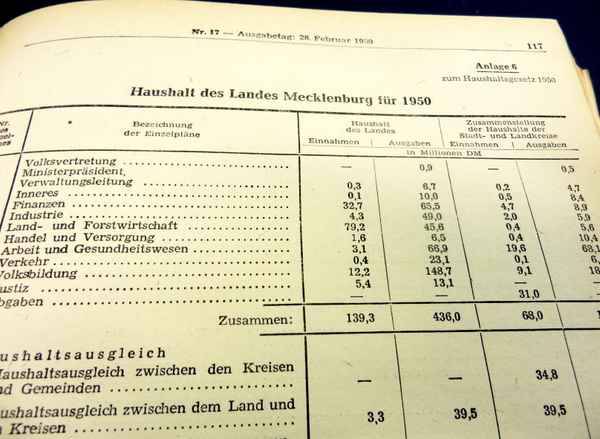 Nr. 17 — Ausgabetag: 28. Februar 1950
117
Anlage 6
zum Haushaltsgesetz 1950
Haushalt des Landes Mecklenburg für 1950
Nr.
Bezeichnung
der Einzelpläne
Haushalt
des Landes
Zusammenstellung
der Haushalte der
Stadt- und Landkreise
Einnahmen Ausgaben Einnahmen Ausgaben
in Millionen DM
Volksvertretung — 0,9 — 0,5
Ministerpräsident,
Verwaltungsleitung 0,3 6,7 0,2 4,7
Inneres 0,1 10,0 0,5 8,4
Finanzen 32,7 65,5 4,7 8,9
Industrie 4,3 49,0 2,0 5,9
Land- und Forstwirtschaft 79,2 45,6 0,4 5,6
Handel und Versorgung 1,6 6,5 0,4 10,4
Arbeit und Gesundheitswesen 3,1 66,9 19,6
Verkehr 0,4 23,1 0,1
Volksbildung 12,2 148,7 9,1
ustiz 5,4 13,1
bgaben — — 31,0 —
Zusammen: 139,3 436,0 68,0
aushaltsausgleich
Haushaltsausgleich zwischen den Kreisen
nd Gemeinden — — 34,8
aushaltsausgleich zwischen dem Land und
n Kreisen 3,3 39,5 39,5